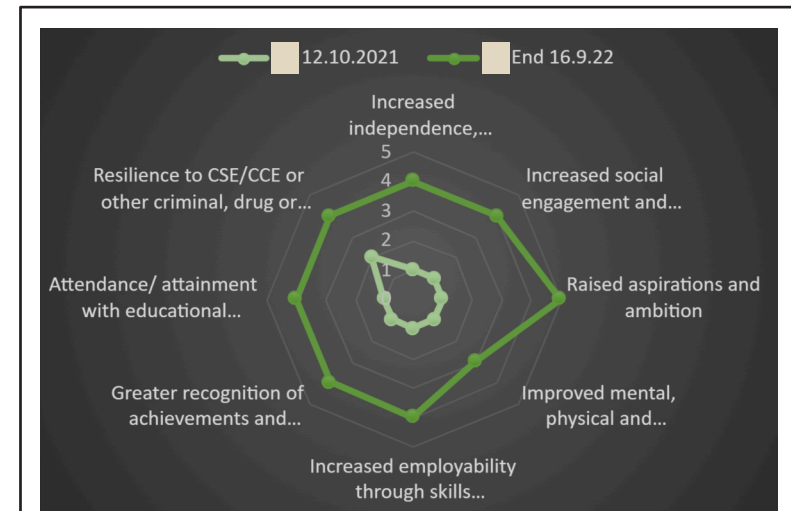 12.10.2021
End 16.9.22
Increased
independence,...
5
4
3
2
1
0
Increased social
engagement and...
Raised aspirations and
ambition
Improved mental,
physical and...
Increased employability
through skills...
Greater recognition of
achievements and...
Attendance/ attainment
with educational...
Resilience to CSE/CCE or
other criminal, drug or...